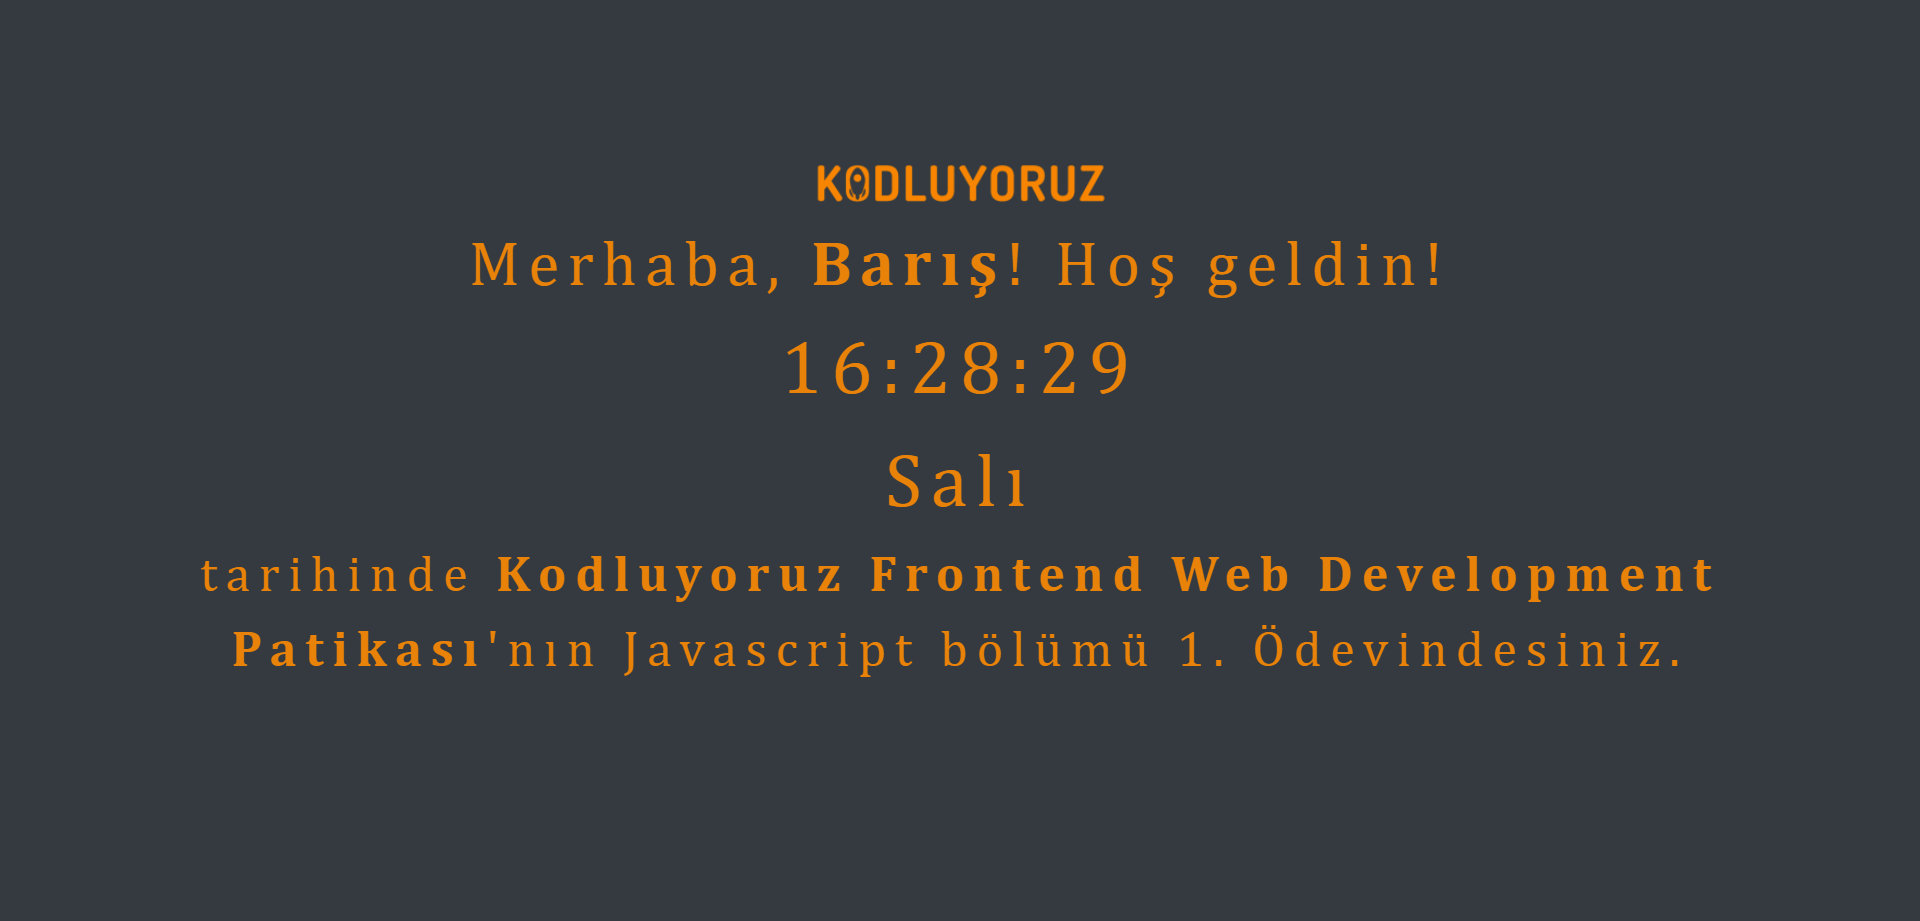 KODLUYORUZ
Merhaba, Barış! Hoş geldin!
16:28:29
Salı
tarihinde Kodluyoruz Frontend Web Development
Patikası'nın Javascript bölümü 1. Ödevindesiniz.